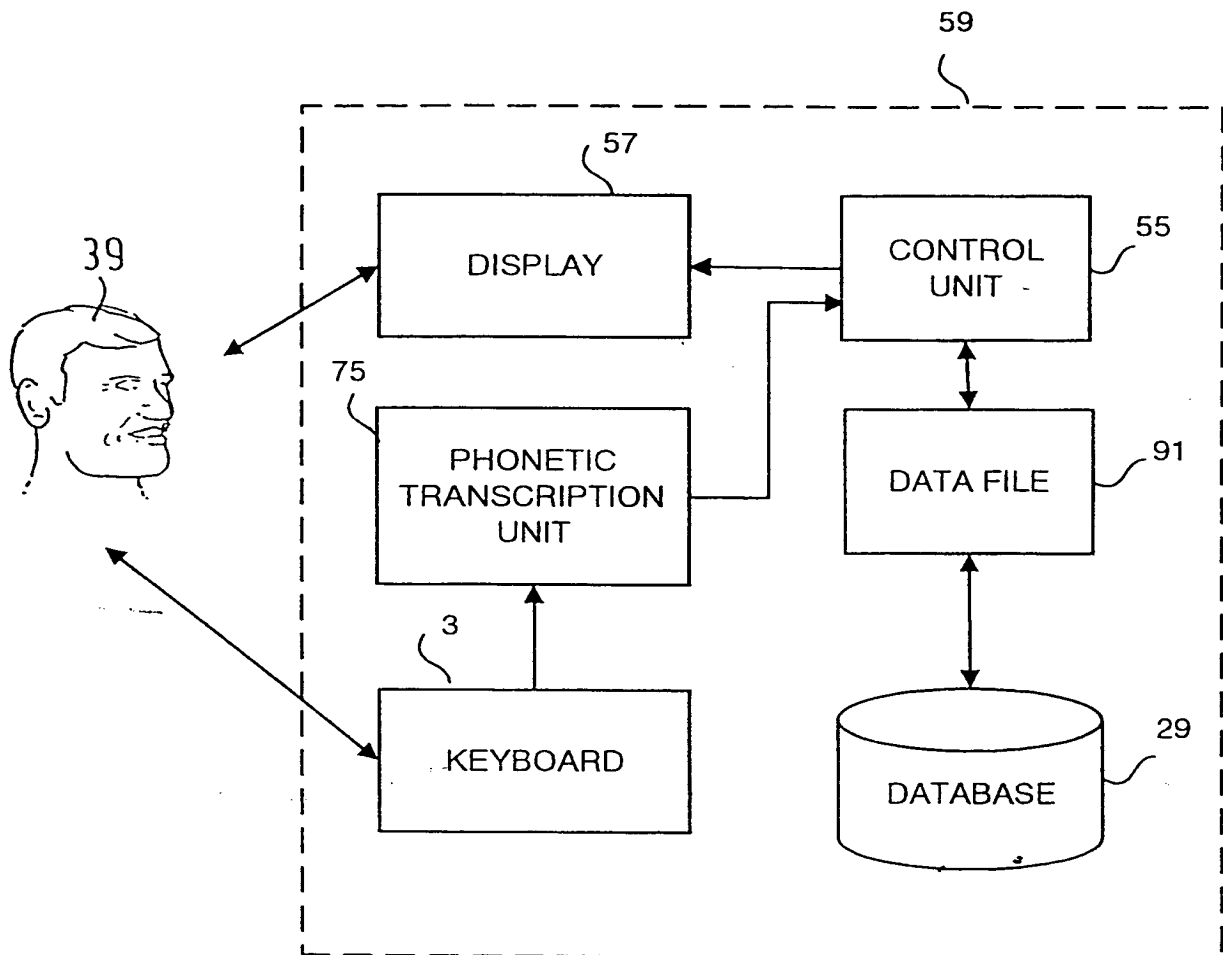 59
57
DISPLAY
CONTROL
UNIT
55
39
75
PHONETIC
TRANSCRIPTION
UNIT
DATA FILE
91
3
KEYBOARD
DATABASE
29